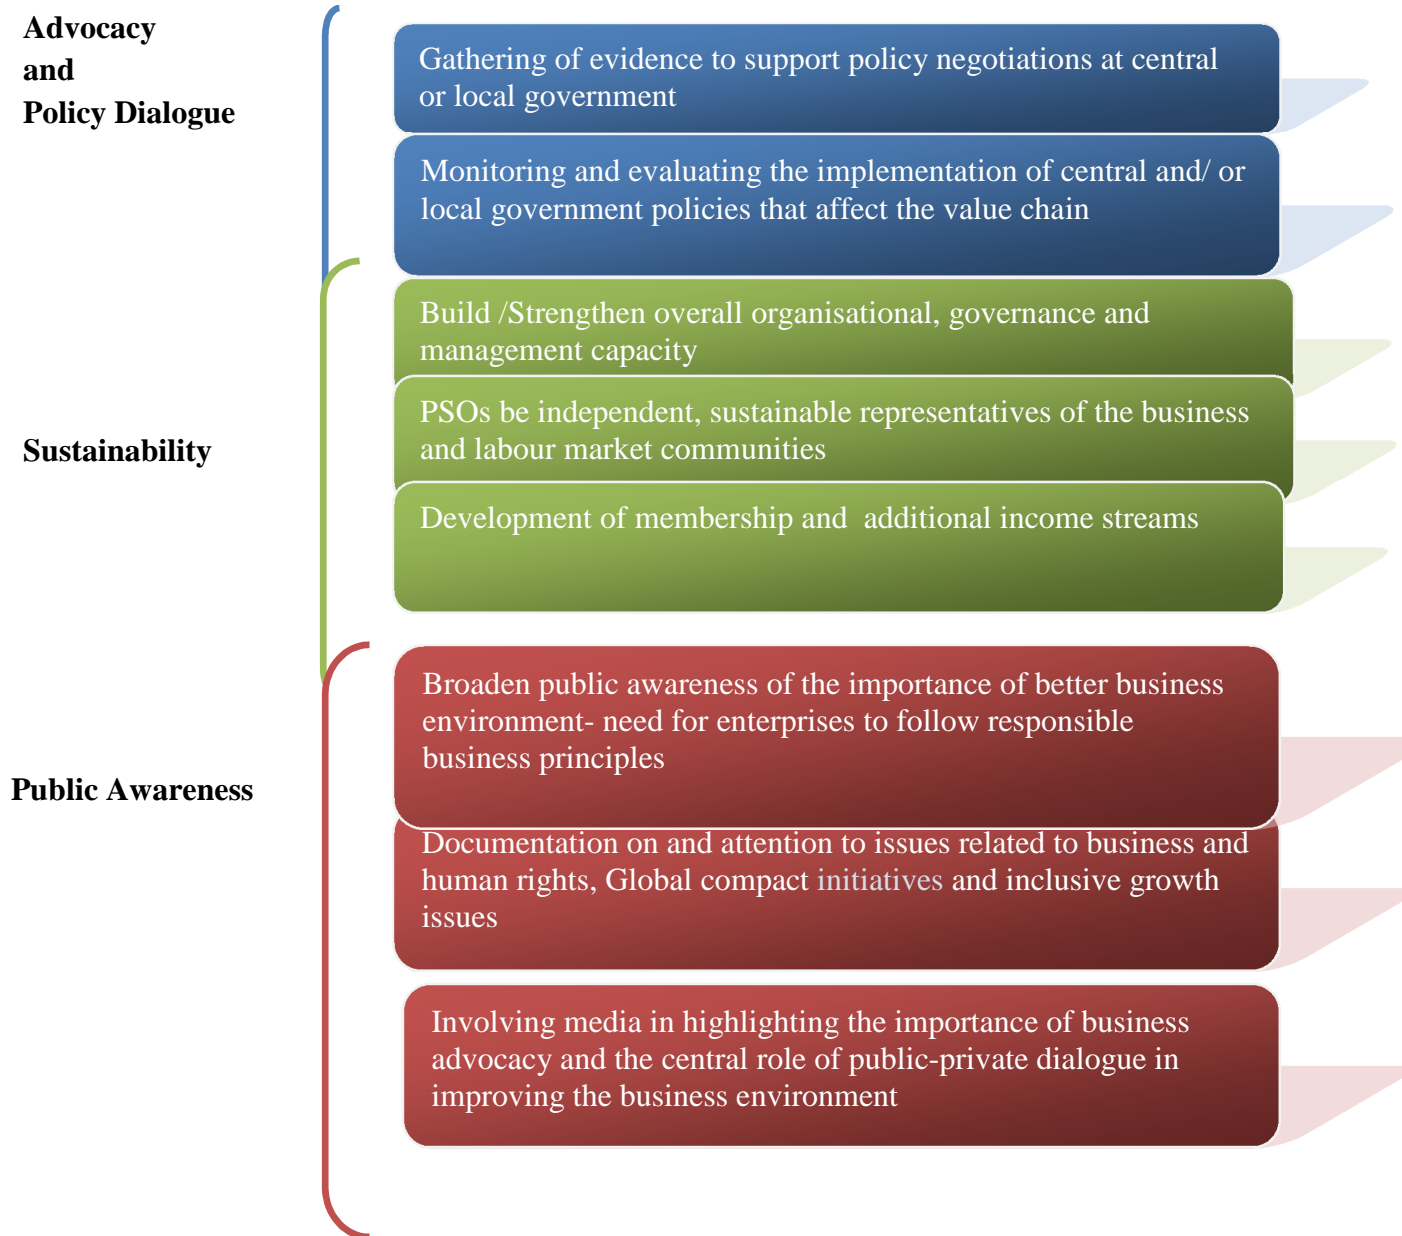 Advocacy
and
Policy Dialogue
Gathering of evidence to support policy negotiations at central
or local government
Monitoring and evaluating the implementation of central and/ or
local government policies that affect the value chain
Build /Strengthen overall organisational, governance and
management capacity
Sustainability
PSOs be independent, sustainable representatives of the business
and labour market communities
Development of membership and  additional income streams
Public Awareness
Broaden public awareness of the importance of better business
environment- need for enterprises to follow responsible
business principles
Documentation on and attention to issues related to business and
human rights, Global compact initiatives and inclusive growth
issues
Involving media in highlighting the importance of business
advocacy and the central role of public-private dialogue in
improving the business environment